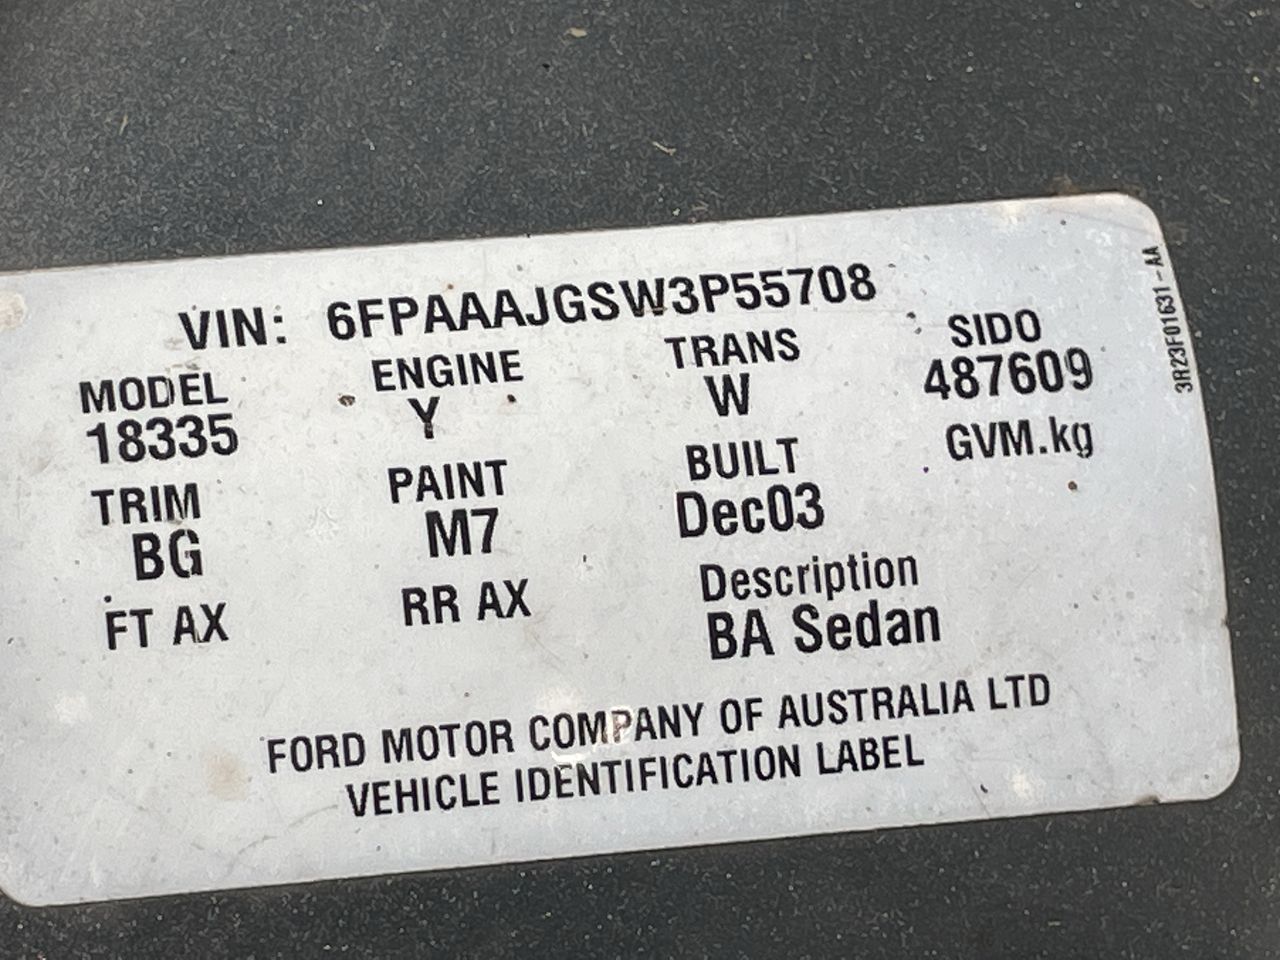 VIN: 6FPAAAJGSW3P55708
MODEL ENGINE TRANS SIDO
18335 Y W 487609
TRIM PAINT BUILT GVM.kg
BG M7 Dec03
FT AX RR AX Description
BA Sedan
FORD MOTOR COMPANY OF AUSTRALIA LTD
VEHICLE IDENTIFICATION LABEL
3R23F01631-AA